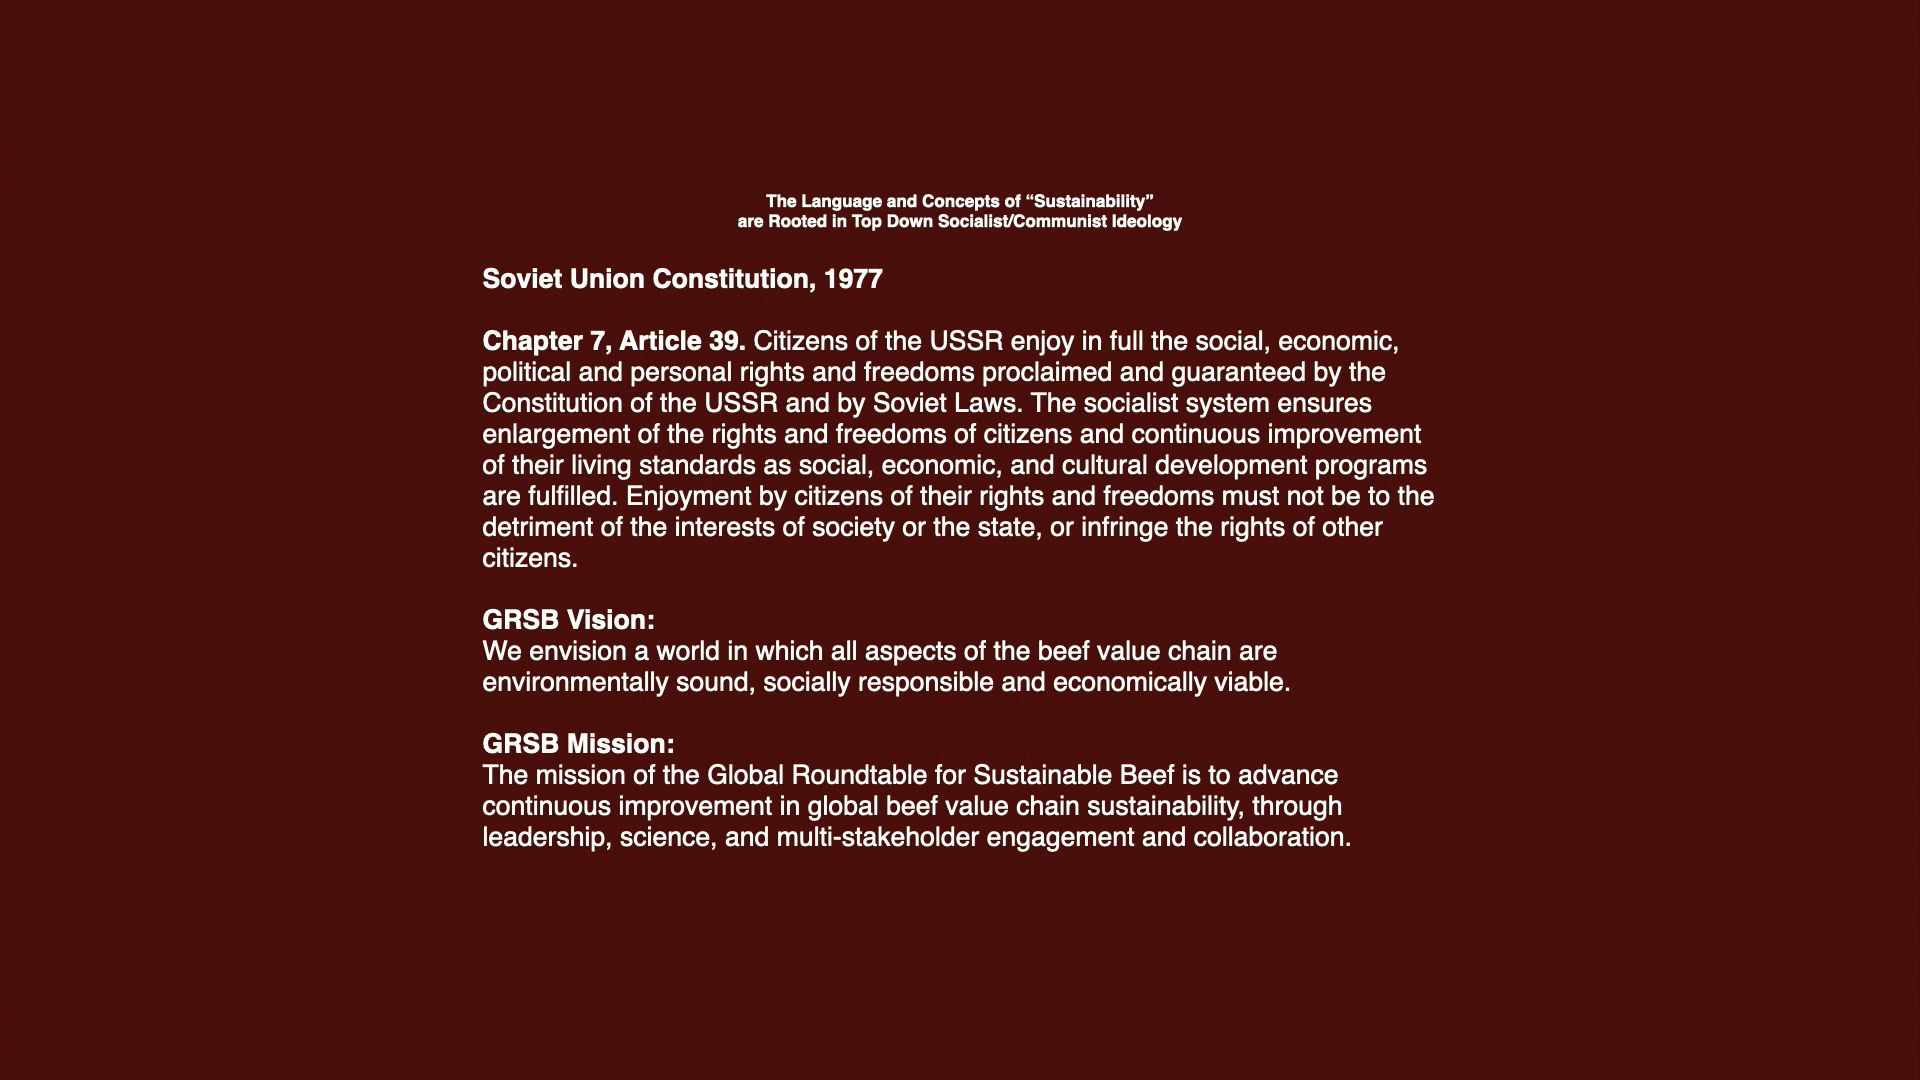 The Language and Concepts of “Sustainability”
are Rooted in Top Down Socialist/Communist Ideology
Soviet Union Constitution, 1977
Chapter 7, Article 39. Citizens of the USSR enjoy in full the social, economic,
political and personal rights and freedoms proclaimed and guaranteed by the
Constitution of the USSR and by Soviet Laws. The socialist system ensures
enlargement of the rights and freedoms of citizens and continuous improvement
of their living standards as social, economic, and cultural development programs
are fulfilled. Enjoyment by citizens of their rights and freedoms must not be to the
detriment of the interests of society or the state, or infringe the rights of other
citizens.
GRSB Vision:
We envision a world in which all aspects of the beef value chain are
environmentally sound, socially responsible and economically viable.
GRSB Mission:
The mission of the Global Roundtable for Sustainable Beef is to advance
continuous improvement in global beef value chain sustainability, through
leadership, science, and multi-stakeholder engagement and collaboration.